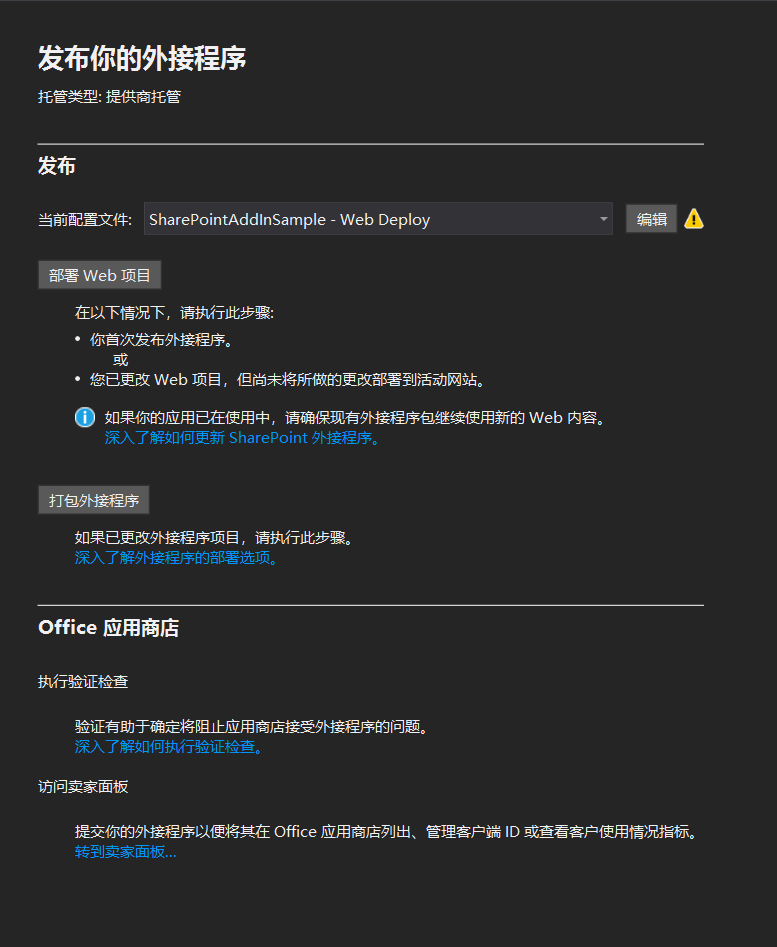 发布你的外接程序
托管类型: 提供商托管
发布
当前配置文件: SharePointAddInSample - Web Deploy 编辑
部署 Web 项目
在以下情况下，请执行此步骤:
• 你首次发布外接程序。
或
• 您已更改 Web 项目，但尚未将所做的更改部署到活动网站。
如果你的应用已在使用中，请确保现有外接程序包继续使用新的 Web 内容。
深入了解如何更新 SharePoint 外接程序。
打包外接程序
如果已更改外接程序项目，请执行此步骤。
深入了解外接程序的部署选项。
Office 应用商店
执行验证检查
验证有助于确定将阻止应用商店接受外接程序的问题。
深入了解如何执行验证检查。
访问卖家面板
提交你的外接程序以便将其在 Office 应用商店列出、管理客户端 ID 或查看客户使用情况指标。
转到卖家面板...